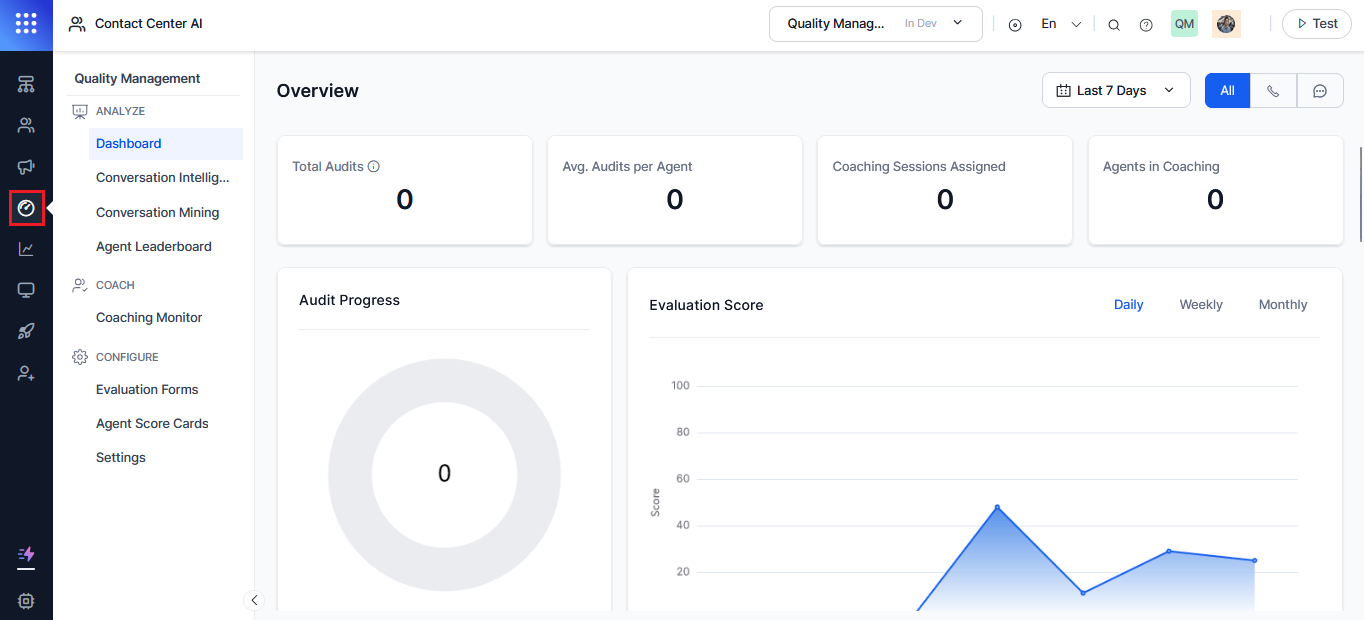 Contact Center AI
Quality Manag... In Dev
En
QM
Test
Quality Management
ANALYZE
Dashboard
Conversation Intellig...
Conversation Mining
Agent Leaderboard
COACH
Coaching Monitor
CONFIGURE
Evaluation Forms
Agent Score Cards
Settings
Overview
Last 7 Days
All
Total Audits
0
Avg. Audits per Agent
0
Coaching Sessions Assigned
0
Agents in Coaching
0
Audit Progress
0
Evaluation Score
Daily Weekly Monthly
100
80
60
40
20
Score